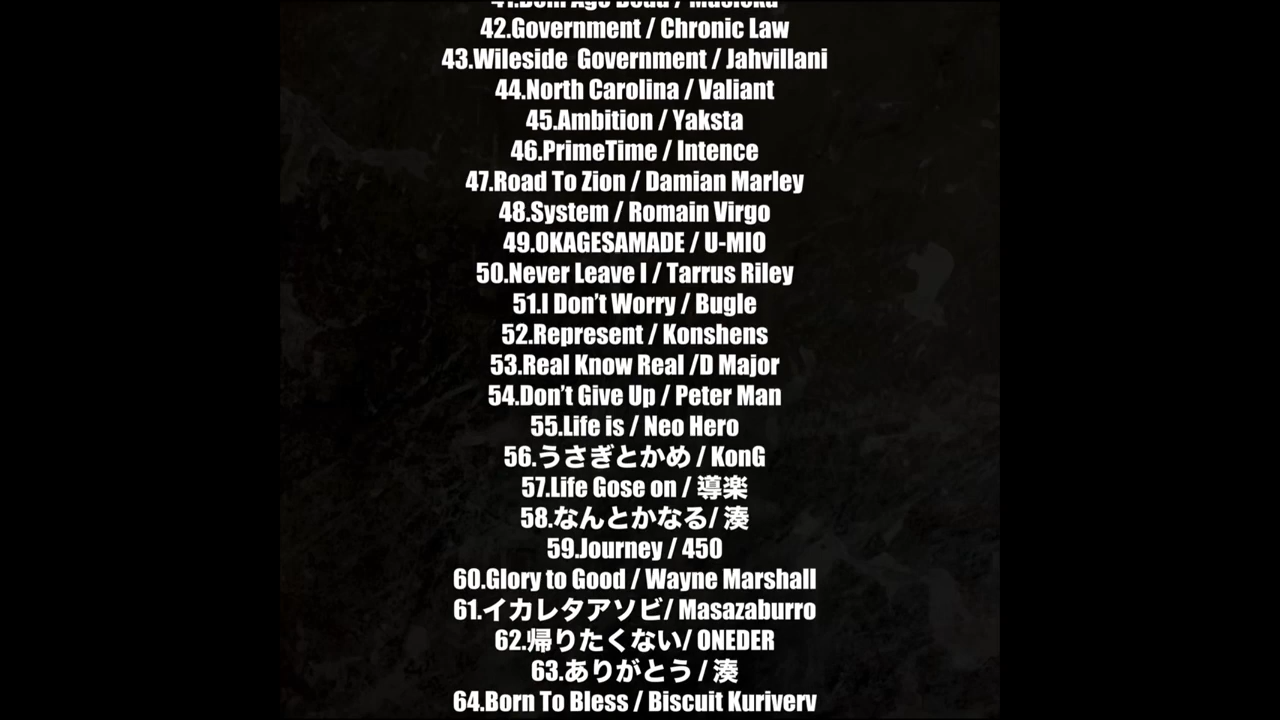 42.Government / Chronic Law
43.Wileside Government / Jahvillani
44.North Carolina / Valiant
45.Ambition / Yaksta
46.PrimeTime / Intence
47.Road To Zion / Damian Marley
48.System / Romain Virgo
49.OKAGESAMADE / U-MIO
50.Never Leave I / Tarrus Riley
51.I Don’t Worry / Bugle
52.Represent / Konshens
53.Real Know Real /D Major
54.Don’t Give Up / Peter Man
55.Life is / Neo Hero
56.うさぎとかめ / KonG
57.Life Gose on / 導楽
58.なんとかなる/ 湊
59.Journey / 450
60.Glory to Good / Wayne Marshall
61.イカレタアソビ/ Masazaburro
62.帰りたくない/ ONEDER
63.ありがとう / 湊
64.Born To Bless / Biscuit